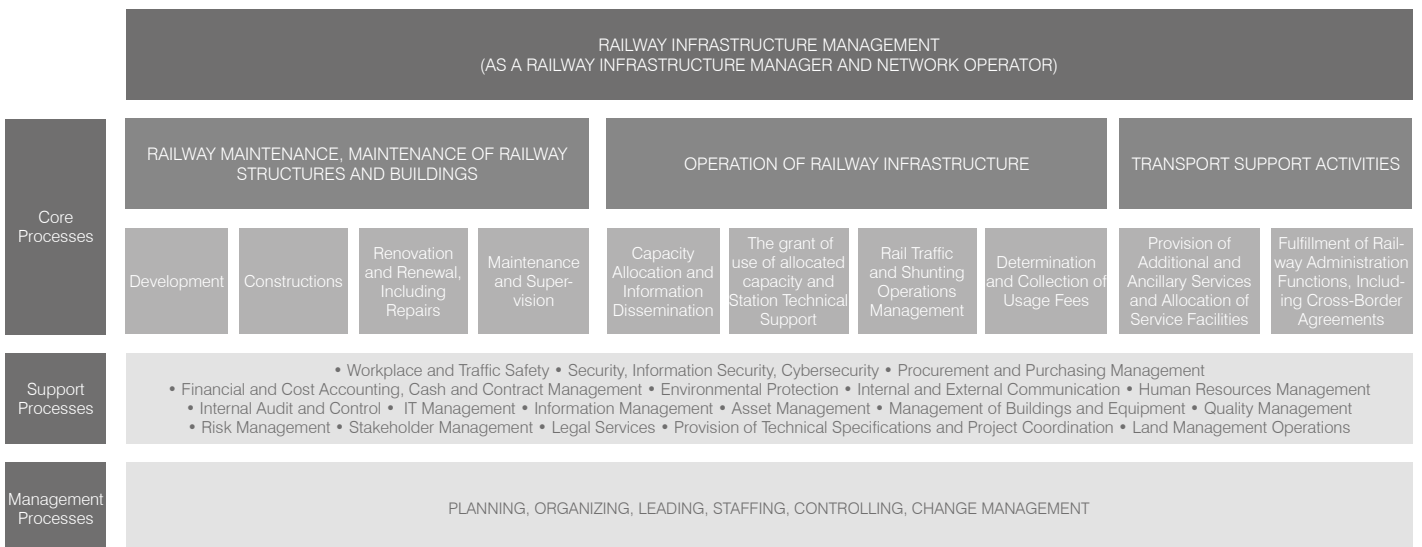 RAILWAY INFRASTRUCTURE MANAGEMENT
(AS A RAILWAY INFRASTRUCTURE MANAGER AND NETWORK OPERATOR)
Core
Processes
RAILWAY MAINTENANCE, MAINTENANCE OF RAILWAY
STRUCTURES AND BUILDINGS
OPERATION OF RAILWAY INFRASTRUCTURE
TRANSPORT SUPPORT ACTIVITIES
Development
Constructions
Renovation
and Renewal,
Including
Repairs
Maintenance
and Super-
vision
Capacity
Allocation and
Information
Dissemination
The grant of
use of allocated
capacity and
Station Technical
Support
Rail Traffic
and Shunting
Operations
Management
Determination
and Collection of
Usage Fees
Provision of
Additional and
Ancillary Services
and Allocation of
Service Facilities
Fulfillment of Rail-
way Administration
Functions, Includ-
ing Cross-Border
Agreements
Support
Processes
• Workplace and Traffic Safety • Security, Information Security, Cybersecurity • Procurement and Purchasing Management
• Financial and Cost Accounting, Cash and Contract Management • Environmental Protection • Internal and External Communication • Human Resources Management
• Internal Audit and Control • IT Management • Information Management • Asset Management • Management of Buildings and Equipment • Quality Management
• Risk Management • Stakeholder Management • Legal Services • Provision of Technical Specifications and Project Coordination • Land Management Operations
Management
Processes
PLANNING, ORGANIZING, LEADING, STAFFING, CONTROLLING, CHANGE MANAGEMENT